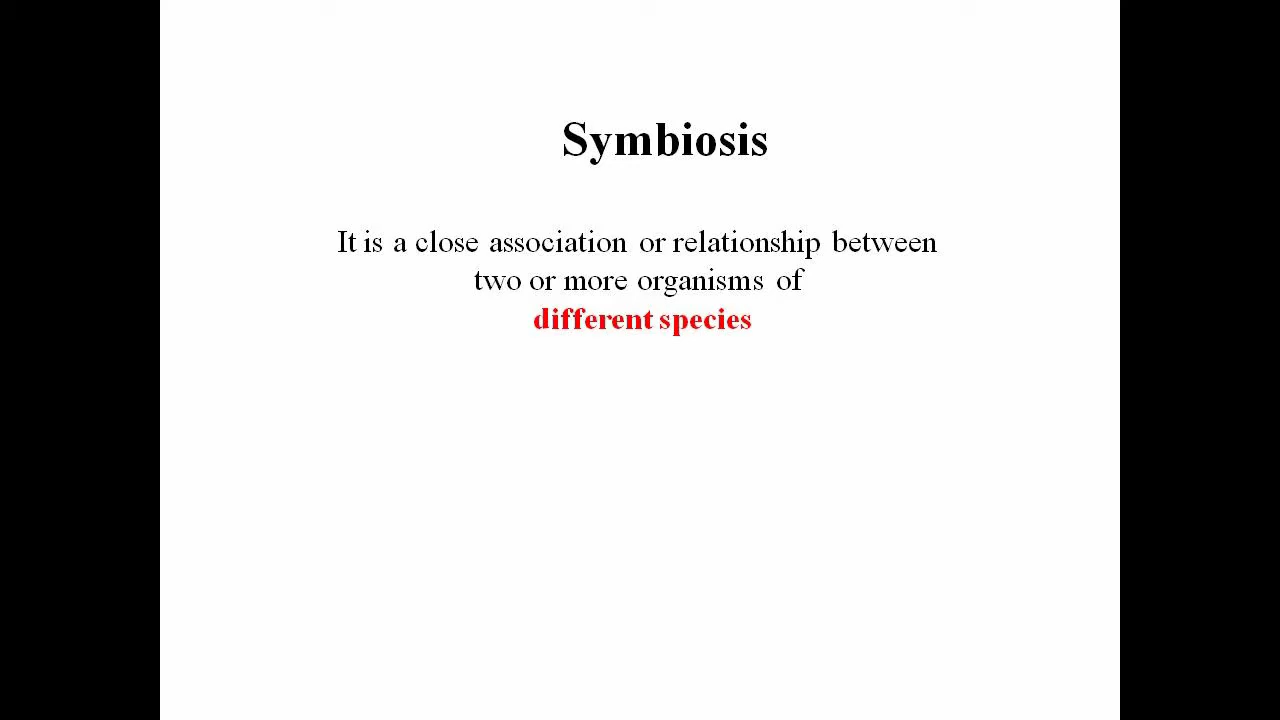 Symbiosis
It is a close association or relationship between
two or more organisms of
different species